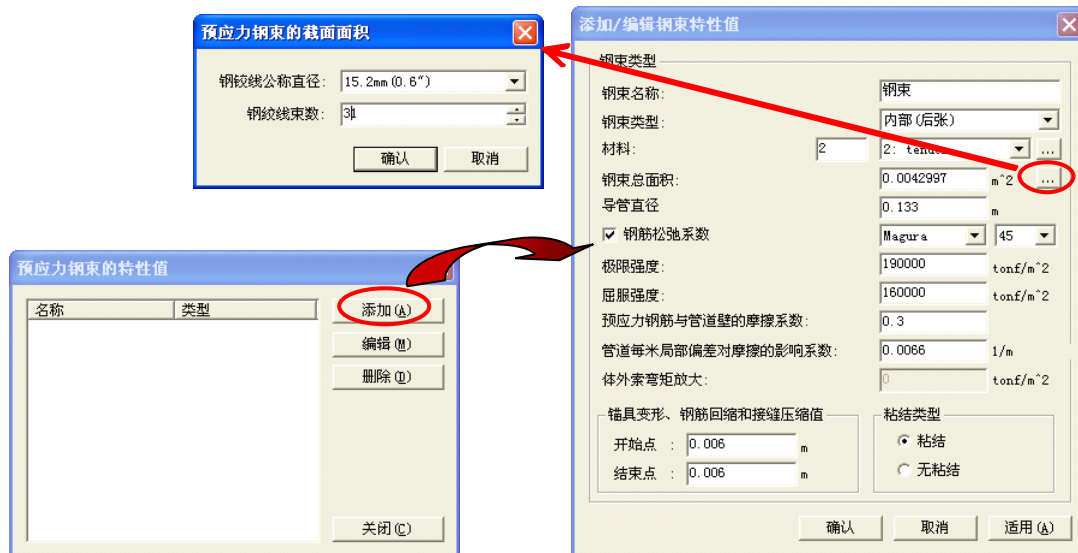 预应力钢束的截面面积
钢铰线公称直径: 15.2mm(0.6")
钢绞线束数: 31
确认 取消
添加/编辑钢束特性值
钢束类型
钢束名称: 钢束
钢束类型: 内部(后张)
材料: 2 2: tendo ...
钢束总面积: 0.0042997 m^2 ...
导管直径 0.133 m
钢筋松弛系数 Magura 45
极限强度: 190000 tonf/m^2
屈服强度: 160000 tonf/m^2
预应力钢筋与管道壁的摩擦系数: 0.3
管道每米局部偏差对摩擦的影响系数: 0.0066 1/m
体外索弯矩放大: 0 tonf/m^2
锚具变形、钢筋回缩和接缝压缩值
开始点 : 0.006 m
结束点 : 0.006 m
粘结类型
粘结
无粘结
确认 取消 适用(A)
预应力钢束的特性值
名称 类型
添加(A)
编辑(M)
删除(D)
关闭(C)